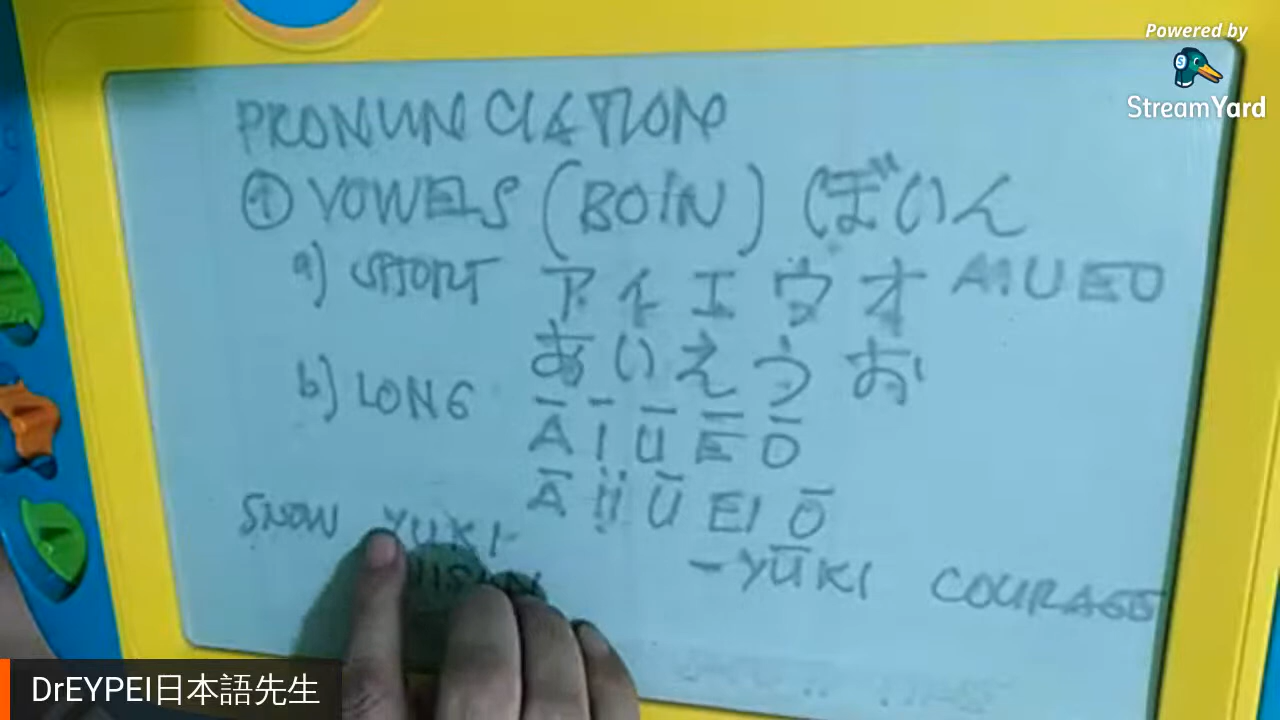 Powered by
StreamYard
PRONUNCIATION
① VOWELS (BOIN) ぼいん
a) SHORT アイエウオ AIUEO
あいえうお
b) LONG
Ā Ī Ū Ē Ō
Ā II Ū EI Ō
SNOW YUKI
- YŪKI COURAGE
DrEYPEI日本語先生